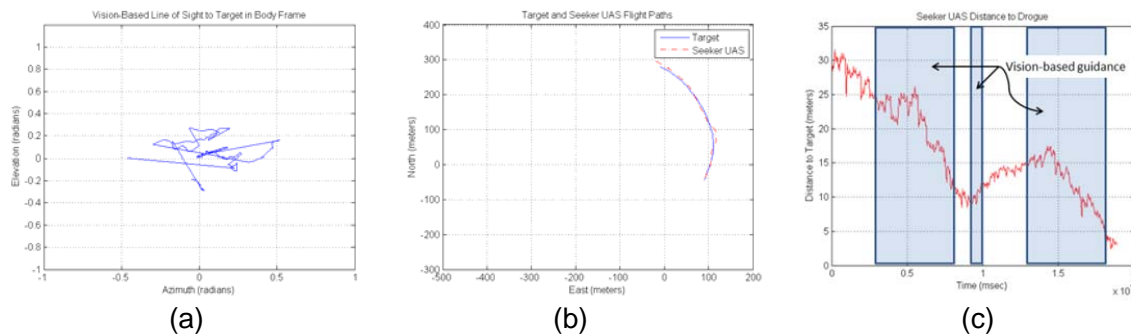 Vision-Based Line of Sight to Target in Body Frame
1
0.8
0.6
0.4
0.2
0
-0.2
-0.4
-0.6
-0.8
-1
Elevation (radians)
-1
-0.5
0
0.5
1
Azimuth (radians)
(a)
Target and Seeker UAS Flight Paths
Target
Seeker UAS
400
300
200
100
0
-100
-200
-300
North (meters)
-500
-400
-300
-200
-100
0
100
200
East (meters)
(b)
Seeker UAS Distance to Drogue
Vision-based guidance
35
30
25
20
15
10
5
0
Distance to Target (meters)
0
0.5
1
1.5
x 10
Time (msec)
(c)